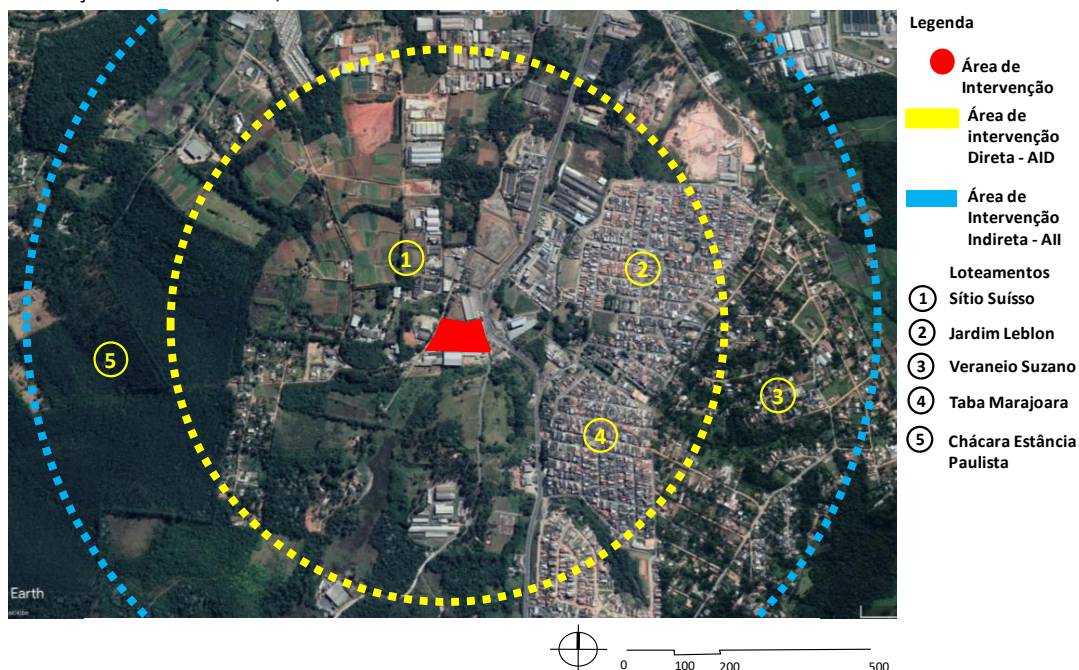 Legenda
Área de
Intervenção
Área de
intervenção
Direta - AID
Área de
Intervenção
Indireta - AII
Loteamentos
1 Sítio Suísso
2 Jardim Leblon
3 Veraneio Suzano
4 Taba Marajoara
5 Chácara Estância
Paulista
1
2
3
4
5
Earth
0 100 200 500